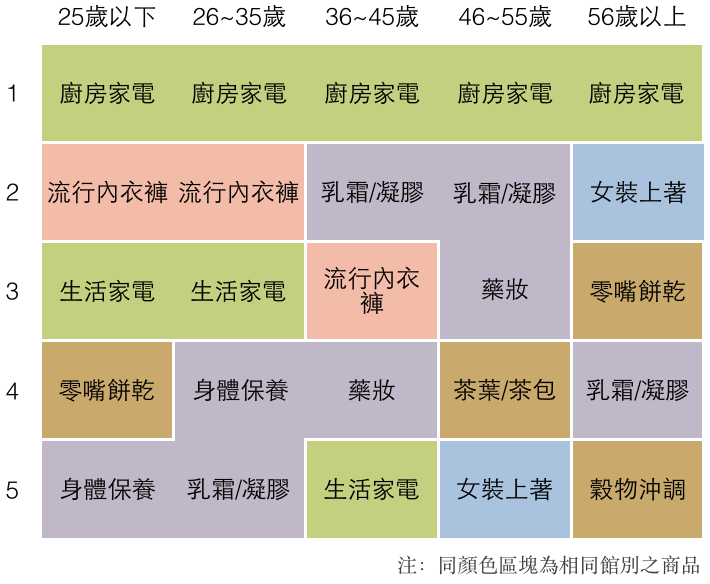 25歲以下 26~35歲 36~45歲 46~55歲 56歲以上
1 廚房家電 廚房家電 廚房家電 廚房家電 廚房家電
2 流行內衣褲 流行內衣褲 乳霜/凝膠 乳霜/凝膠 女裝上著
3 生活家電 生活家電 流行內衣褲 藥妝 零嘴餅乾
4 零嘴餅乾 身體保養 藥妝 茶葉/茶包 乳霜/凝膠
5 身體保養 乳霜/凝膠 生活家電 女裝上著 穀物沖調
注：同顏色區塊為相同館別之商品